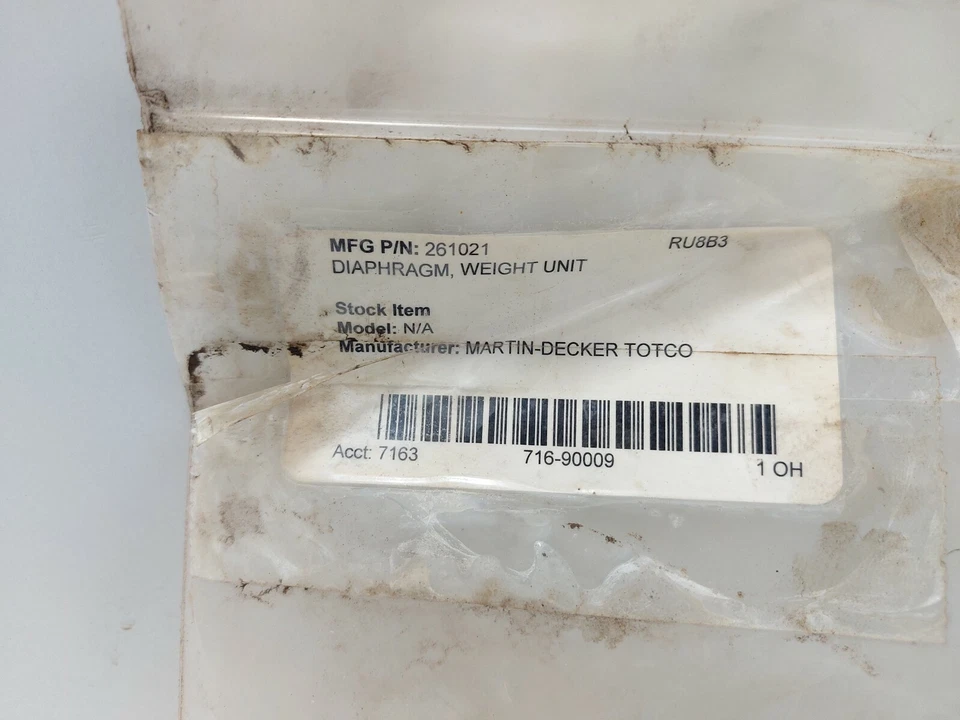 MFG P/N: 261021 RU8B3
DIAPHRAGM, WEIGHT UNIT
Stock Item
Model: N/A
Manufacturer: MARTIN-DECKER TOTCO
Acct: 7163 716-90009 1 OH